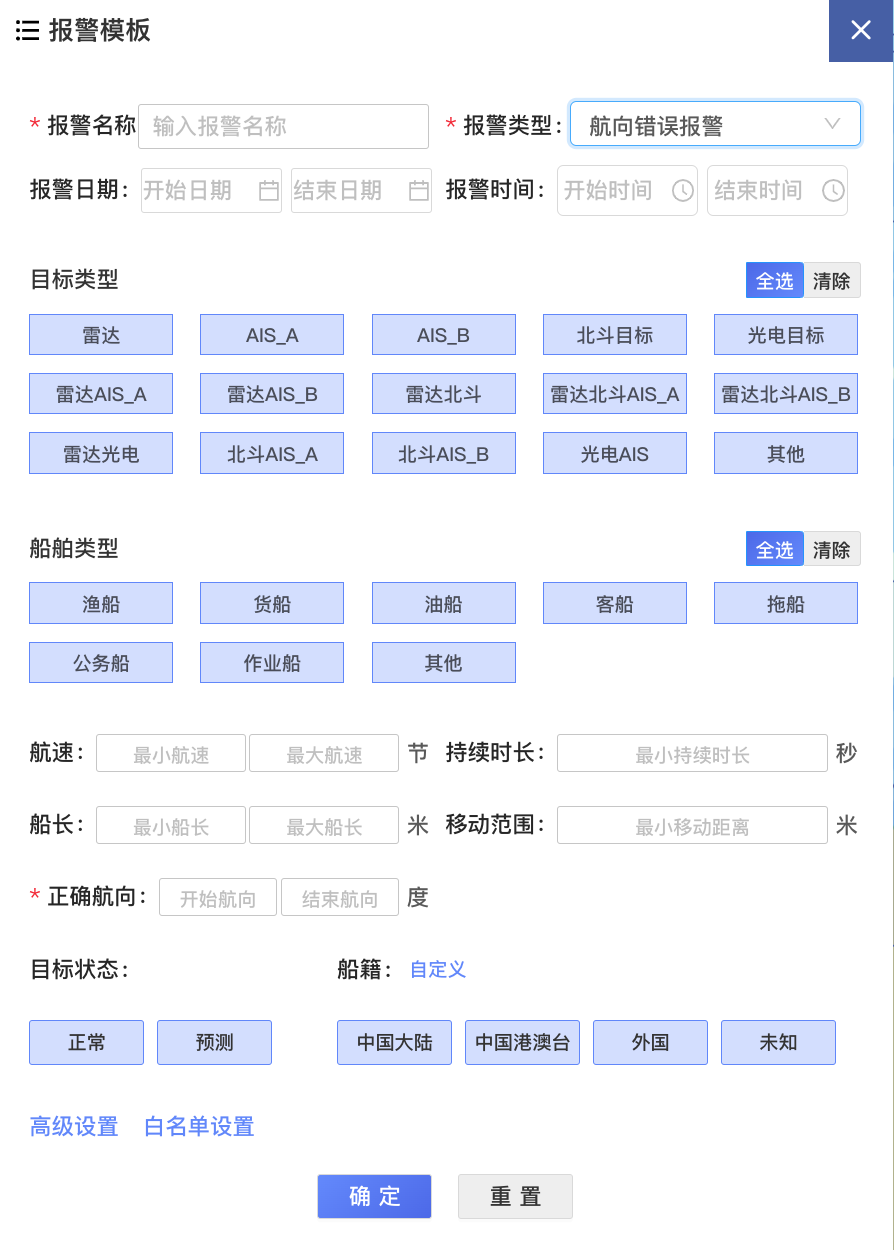 报警模板
* 报警名称 输入报警名称 * 报警类型: 航向错误报警
报警日期: 开始日期 结束日期 报警时间: 开始时间 结束时间
目标类型 全选 清除
雷达 AIS_A AIS_B 北斗目标 光电目标
雷达AIS_A 雷达AIS_B 雷达北斗 雷达北斗AIS_A 雷达北斗AIS_B
雷达光电 北斗AIS_A 北斗AIS_B 光电AIS 其他
船舶类型 全选 清除
渔船 货船 油船 客船 拖船
公务船 作业船 其他
航速: 最小航速 最大航速 节 持续时长: 最小持续时长 秒
船长: 最小船长 最大船长 米 移动范围: 最小移动距离 米
* 正确航向: 开始航向 结束航向 度
目标状态: 船籍: 自定义
正常 预测 中国大陆 中国港澳台 外国 未知
高级设置 白名单设置
确 定 重 置